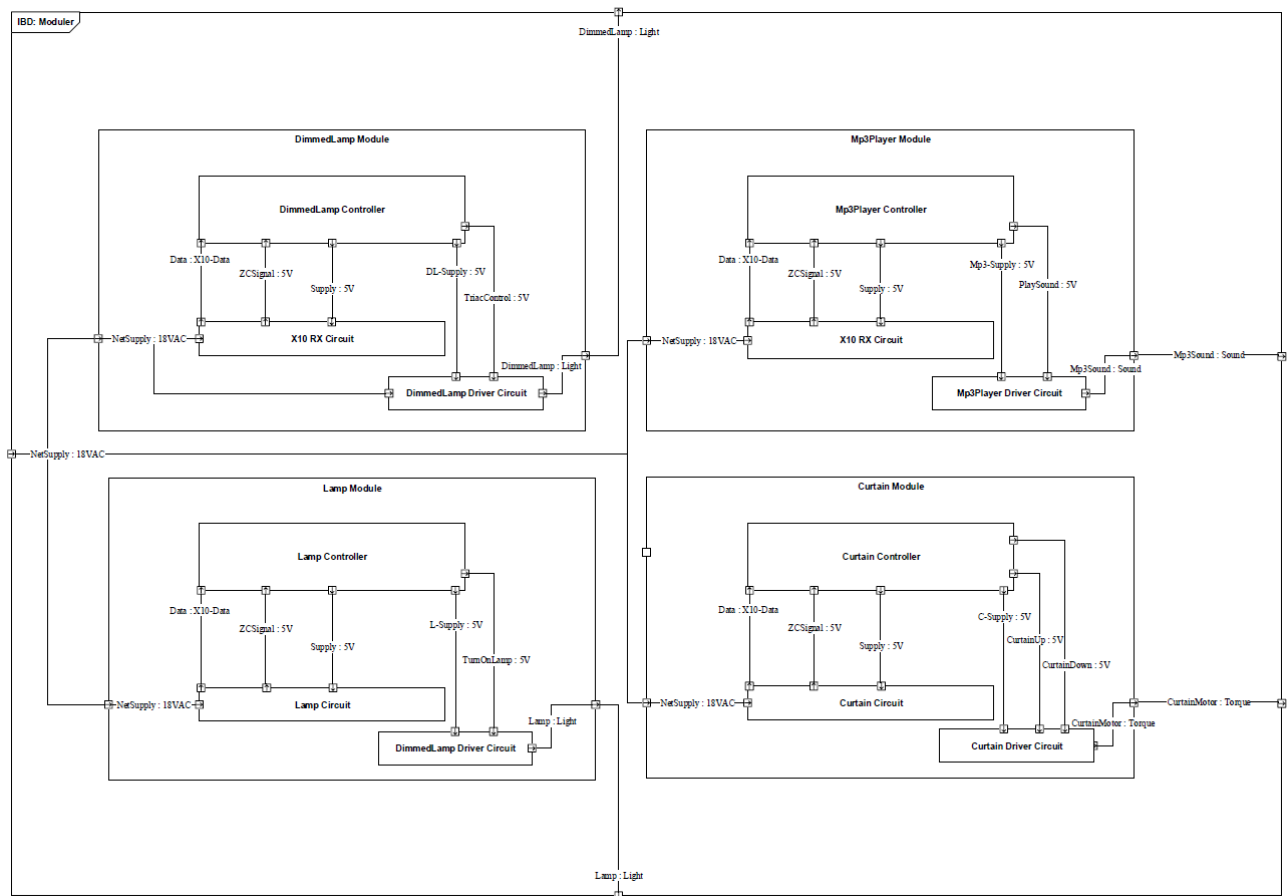 IBD: Moduler
DimmedLamp : Light
DimmedLamp Module
DimmedLamp Controller
Data : X10-Data
ZCSignal : 5V
Supply : 5V
DL-Supply : 5V
TriacControl : 5V
NetSupply : 18VAC
X10 RX Circuit
DimmedLamp : Light
DimmedLamp Driver Circuit
Mp3Player Module
Mp3Player Controller
Data : X10-Data
ZCSignal : 5V
Supply : 5V
Mp3-Supply : 5V
PlaySound : 5V
NetSupply : 18VAC
X10 RX Circuit
Mp3Sound : Sound
Mp3Sound : Sound
Mp3Player Driver Circuit
NetSupply : 18VAC
Lamp Module
Lamp Controller
Data : X10-Data
ZCSignal : 5V
Supply : 5V
L-Supply : 5V
TurnOnLamp : 5V
NetSupply : 18VAC
Lamp Circuit
Lamp : Light
DimmedLamp Driver Circuit
Curtain Module
Curtain Controller
Data : X10-Data
ZCSignal : 5V
Supply : 5V
C-Supply : 5V
CurtainUp : 5V
CurtainDown : 5V
NetSupply : 18VAC
Curtain Circuit
CurtainMotor : Torque
CurtainMotor : Torque
Curtain Driver Circuit
Lamp : Light